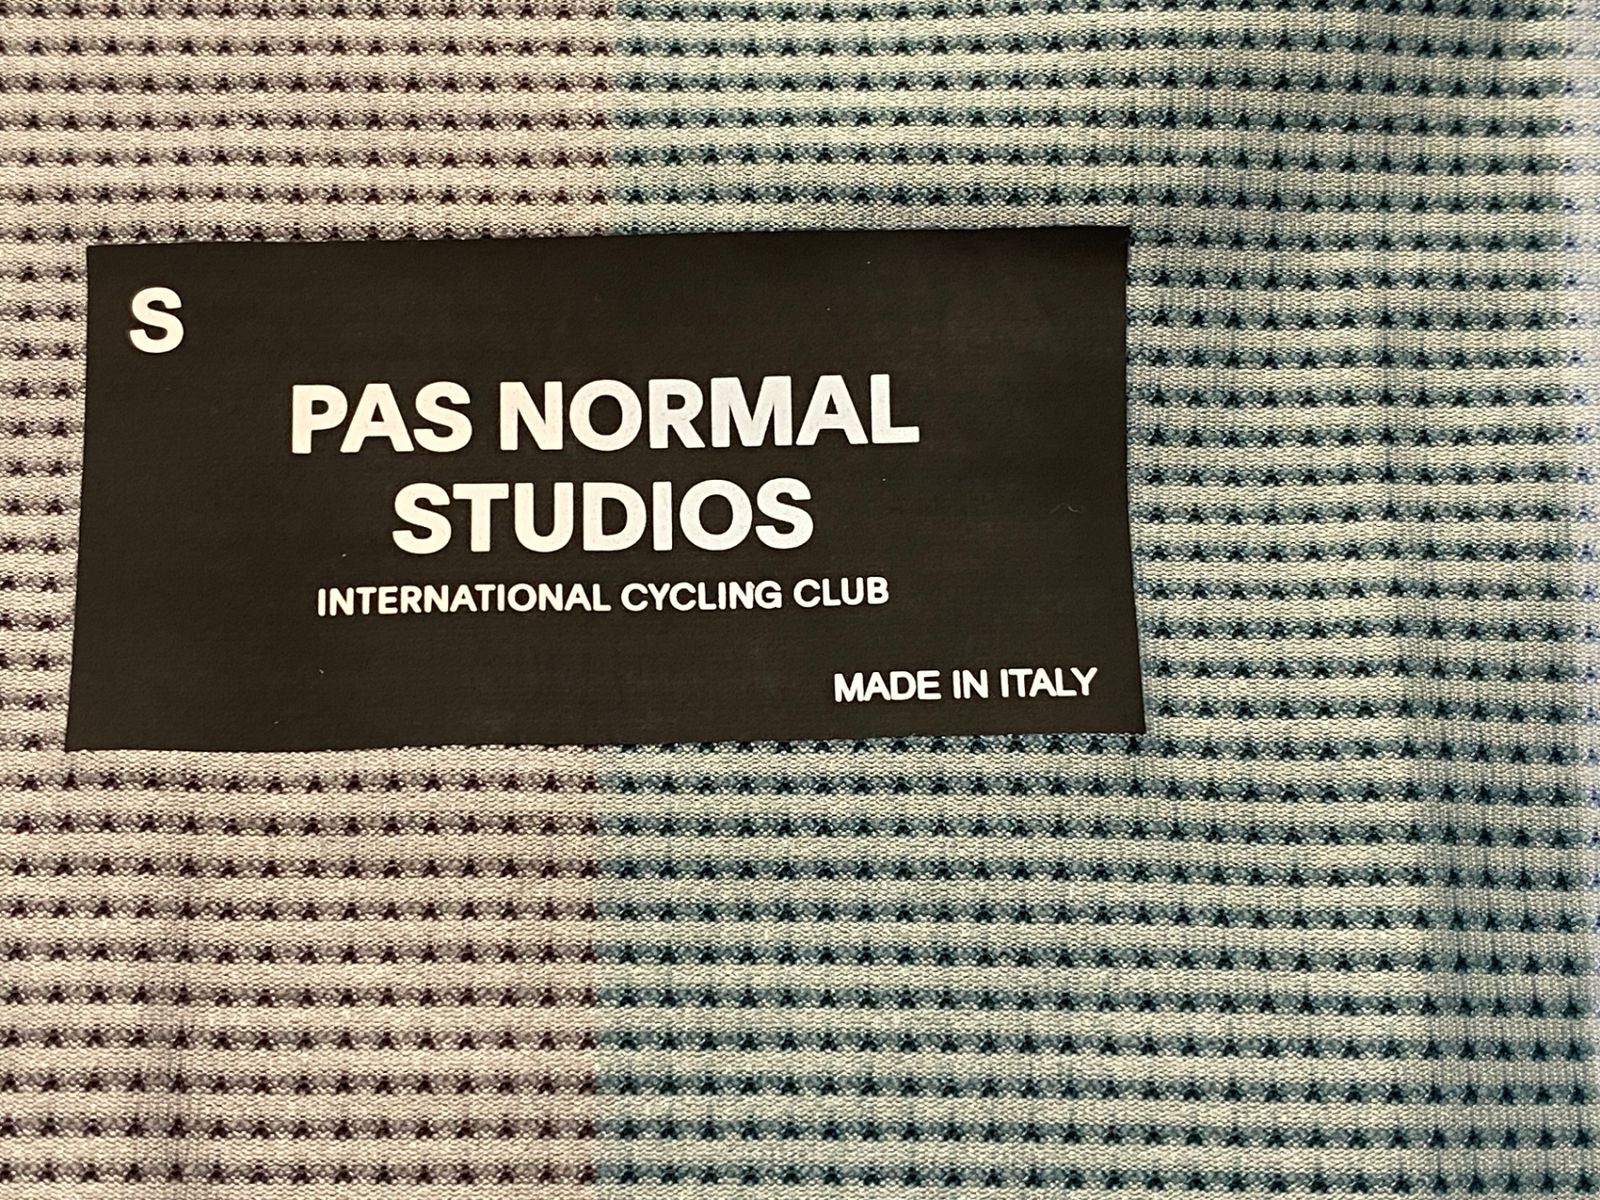 S
PAS NORMAL
STUDIOS
INTERNATIONAL CYCLING CLUB
MADE IN ITALY